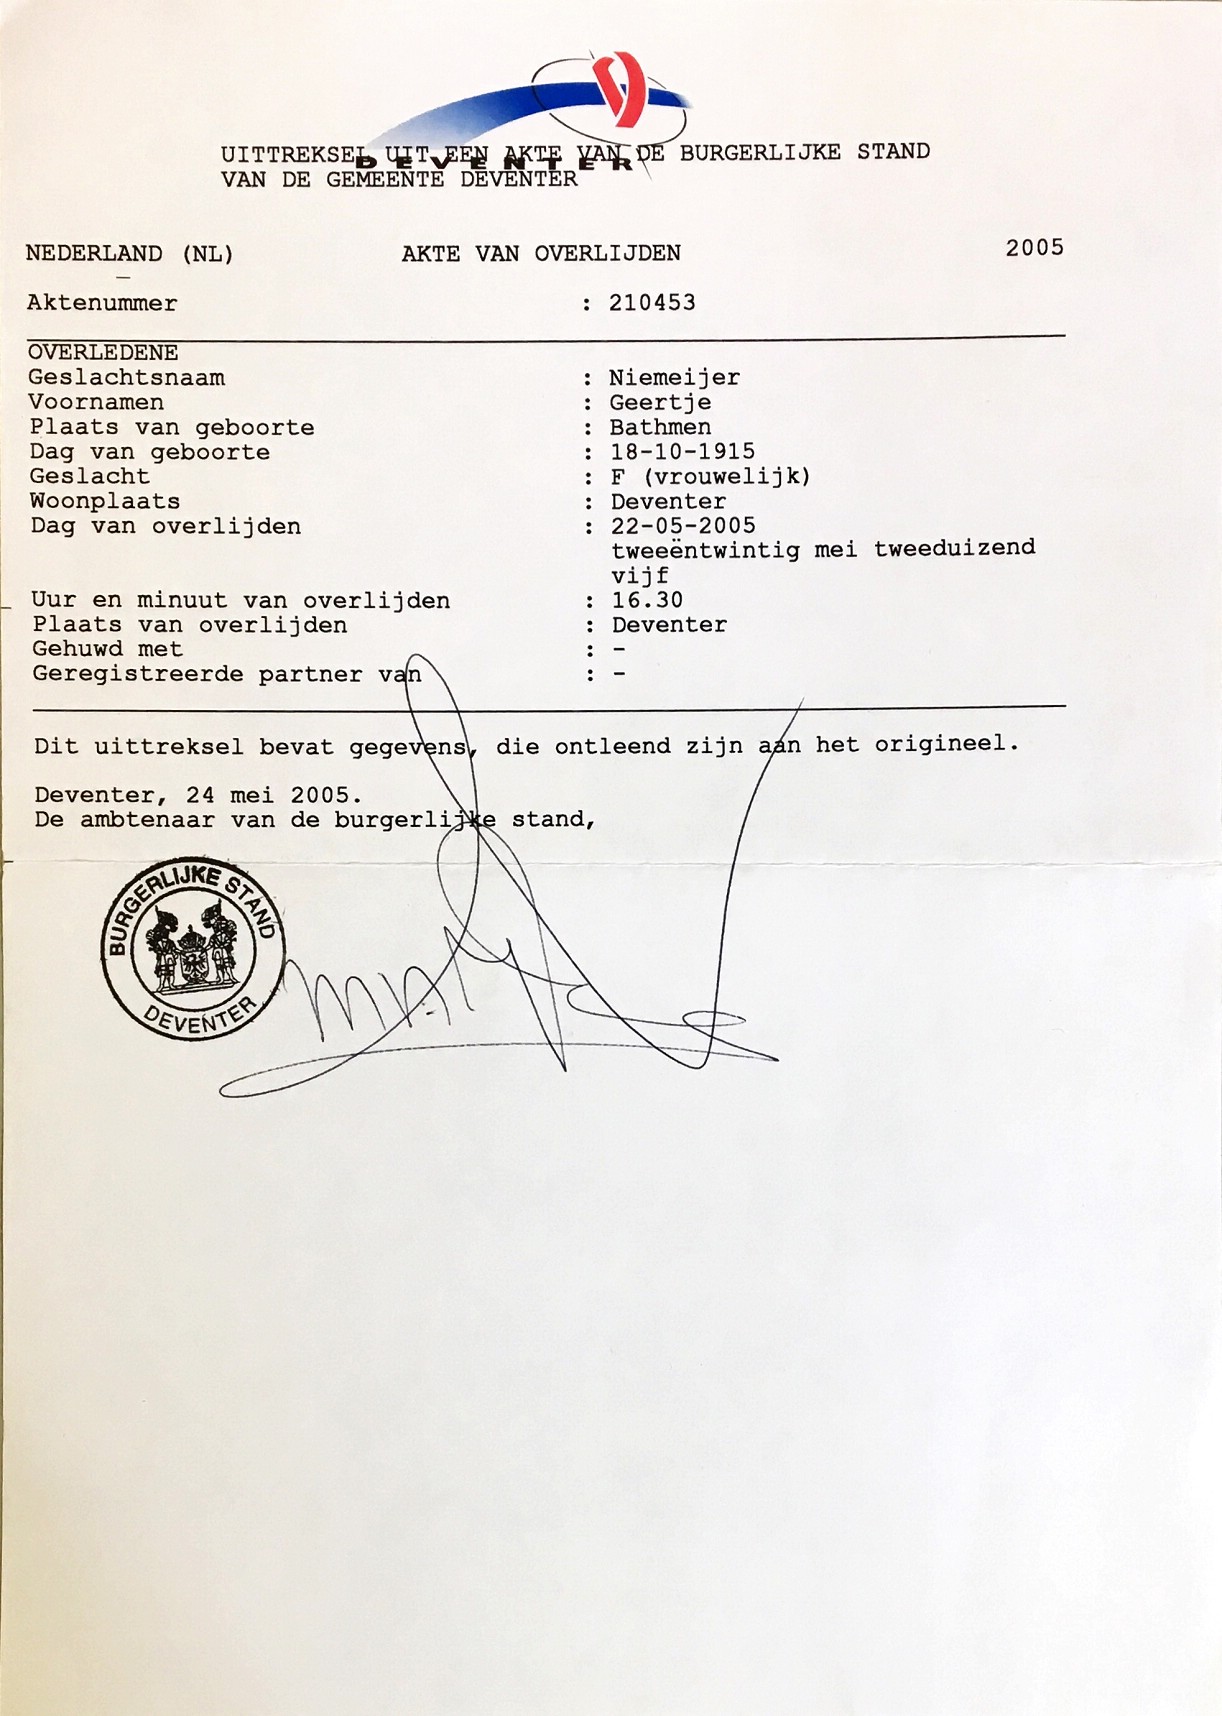 DEVENTER
UITTREKSEL UIT EEN AKTE VAN DE BURGERLIJKE STAND
VAN DE GEMEENTE DEVENTER
NEDERLAND (NL) AKTE VAN OVERLIJDEN 2005
Aktenummer : 210453
OVERLEDENE
Geslachtsnaam : Niemeijer
Voornamen : Geertje
Plaats van geboorte : Bathmen
Dag van geboorte : 18-10-1915
Geslacht : F (vrouwelijk)
Woonplaats : Deventer
Dag van overlijden : 22-05-2005
tweeëntwintig mei tweeduizend
vijf
Uur en minuut van overlijden : 16.30
Plaats van overlijden : Deventer
Gehuwd met : -
Geregistreerde partner van : -
Dit uittreksel bevat gegevens, die ontleend zijn aan het origineel.
Deventer, 24 mei 2005.
De ambtenaar van de burgerlijke stand,
BURGERLIJKE STAND
DEVENTER